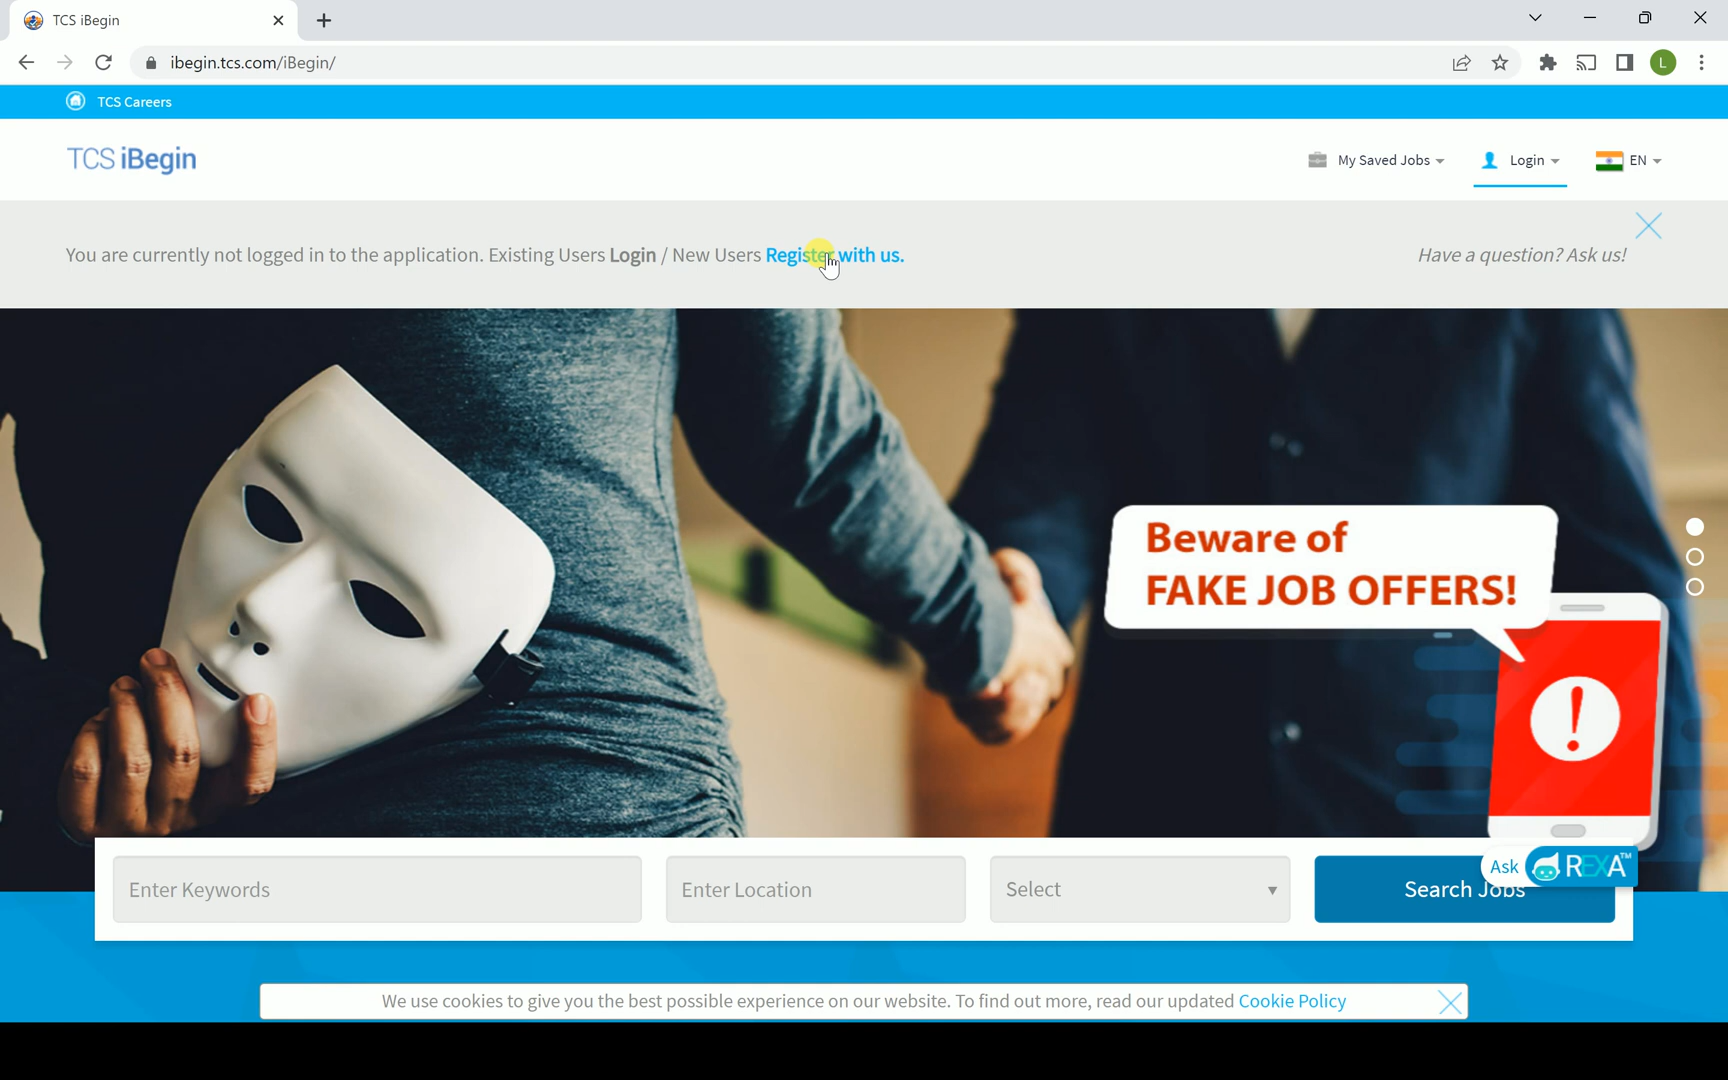 TCS iBegin
ibegin.tcs.com/iBegin/
L
TCS Careers
TCS iBegin
My Saved Jobs
Login
EN
You are currently not logged in to the application. Existing Users Login / New Users Register with us.
Have a question? Ask us!
Beware of
FAKE JOB OFFERS!
!
Ask REXA™
Enter Keywords
Enter Location
Select
Search Jobs
We use cookies to give you the best possible experience on our website. To find out more, read our updated Cookie Policy